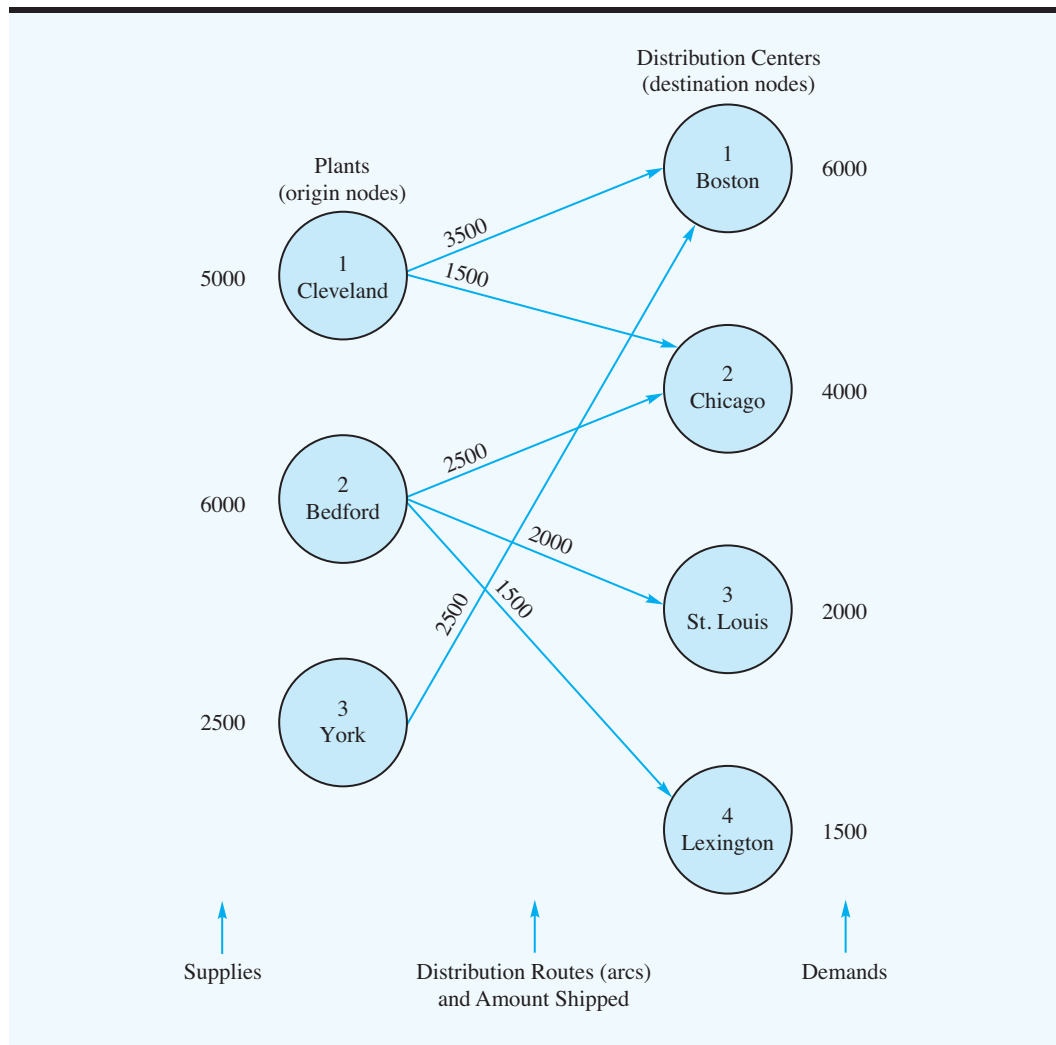 Distribution Centers
(destination nodes)
Plants
(origin nodes)
1
Boston
6000
5000
1
Cleveland
3500
1500
2
Chicago
4000
6000
2
Bedford
2500
2000
1500
2500
3
St. Louis
2000
2500
3
York
4
Lexington
1500
Supplies
Distribution Routes (arcs)
and Amount Shipped
Demands